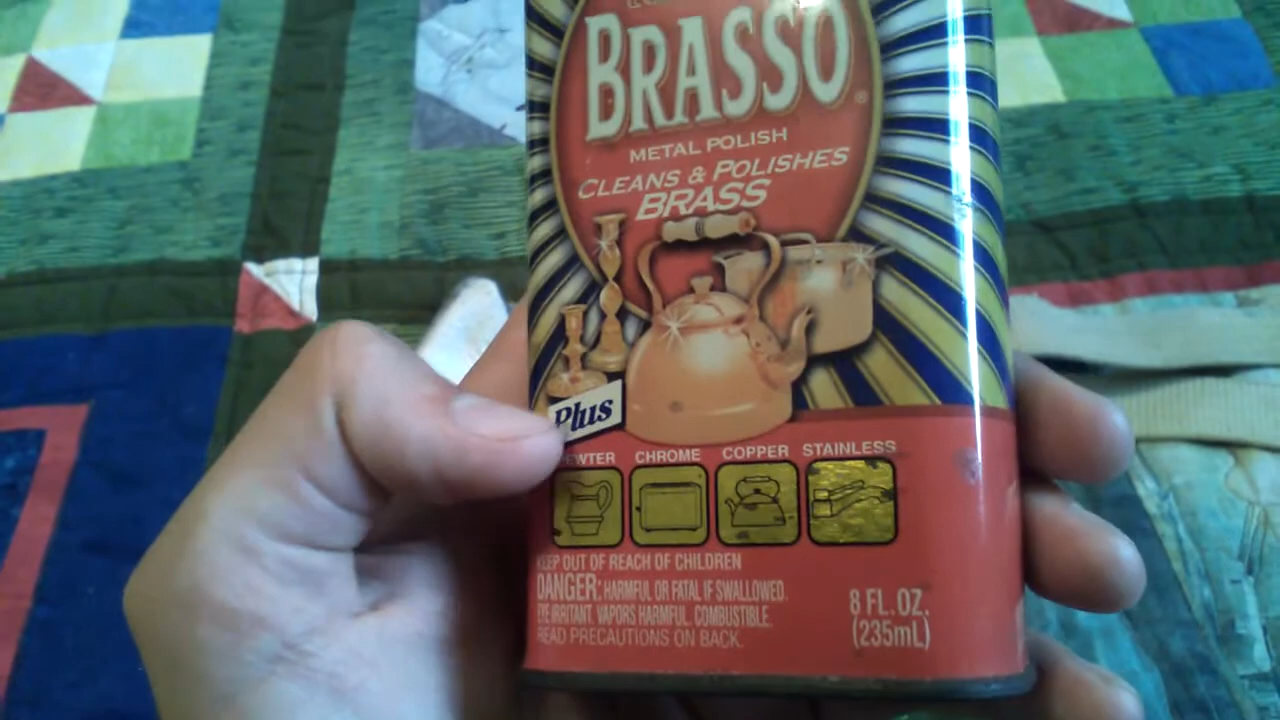 BRASSO®
METAL POLISH
CLEANS & POLISHES
BRASS
Plus
CHROME COPPER STAINLESS
KEEP OUT OF REACH OF CHILDREN
DANGER: HARMFUL OR FATAL IF SWALLOWED.
EYE IRRITANT. VAPORS HARMFUL. COMBUSTIBLE.
READ PRECAUTIONS ON BACK.
8 FL. OZ.
(235mL)